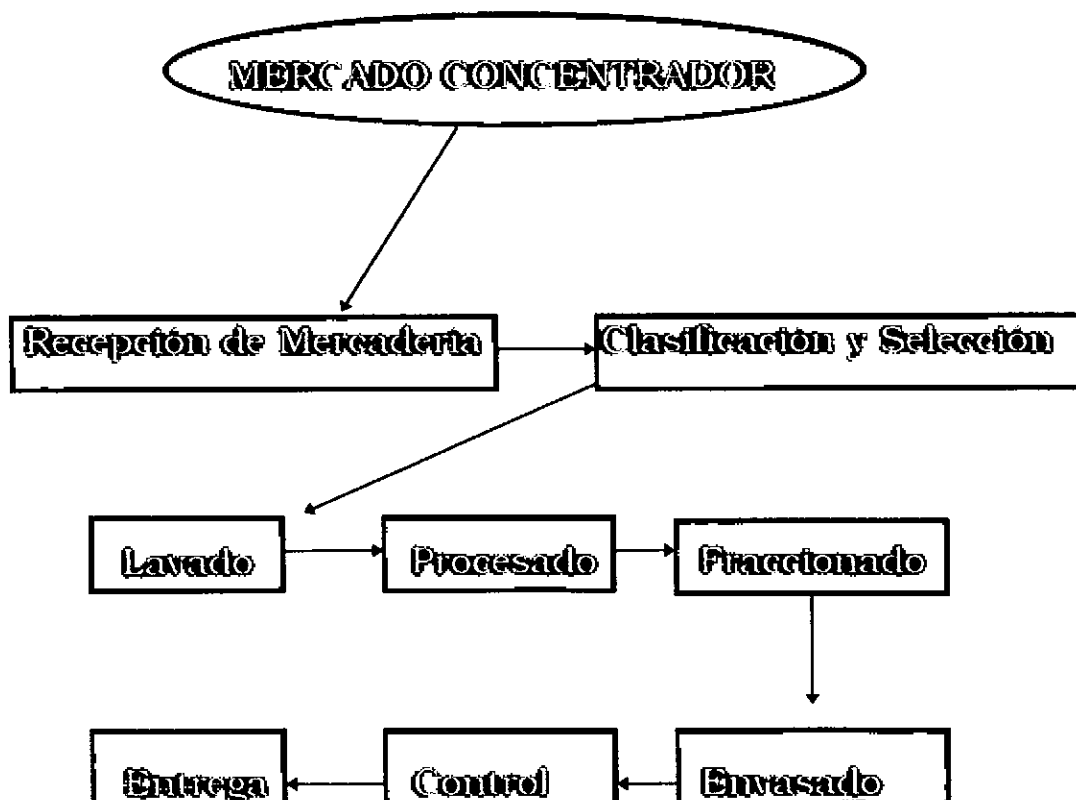 MERCADO CONCENTRADOR
Recepción de Mercadería
Clasificación y Selección
Lavado
Procesado
Fraccionado
Entrega
Control
Envasado